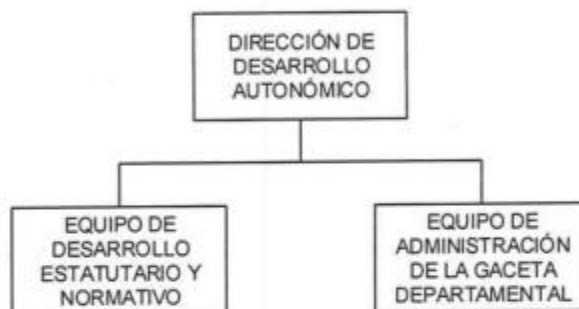 DIRECCIÓN DE
DESARROLLO
AUTONÓMICO
EQUIPO DE
DESARROLLO
ESTATUTARIO Y
NORMATIVO
EQUIPO DE
ADMINISTRACIÓN
DE LA GACETA
DEPARTAMENTAL